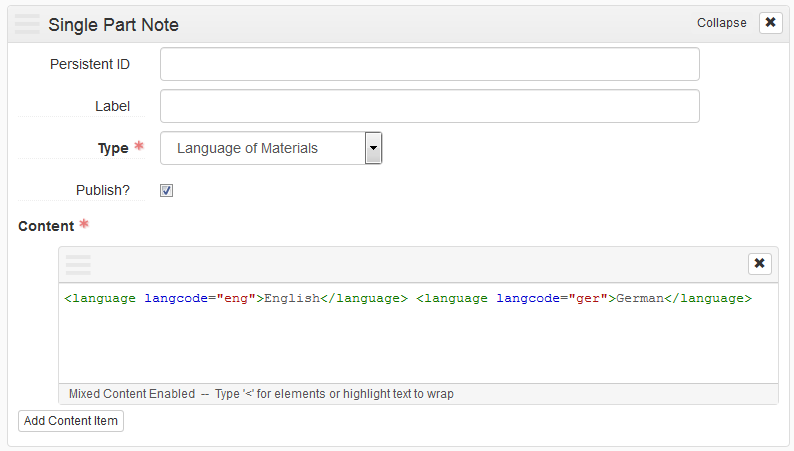 Single Part Note
Collapse
Persistent ID
Label
Type *
Language of Materials
Publish?
Content *
<language langcode="eng">English</language> <language langcode="ger">German</language>
Mixed Content Enabled -- Type '<' for elements or highlight text to wrap
Add Content Item